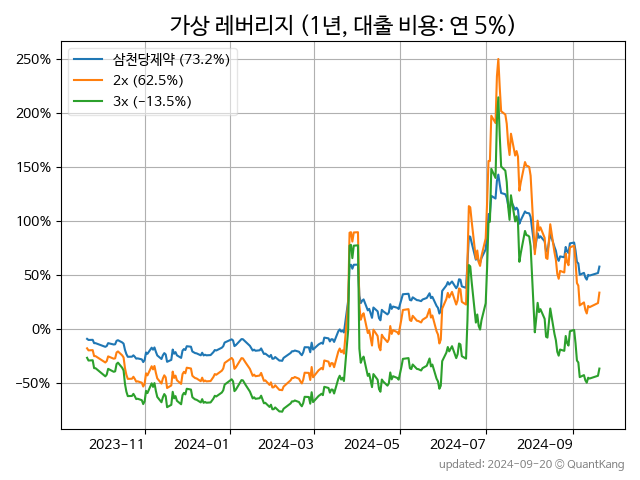 가상 레버리지 (1년, 대출 비용: 연 5%)
삼천당제약 (73.2%)
2x (62.5%)
3x (−13.5%)
250%
200%
150%
100%
50%
0%
−50%
2023-11
2024-01
2024-03
2024-05
2024-07
2024-09
updated: 2024-09-20 © QuantKang